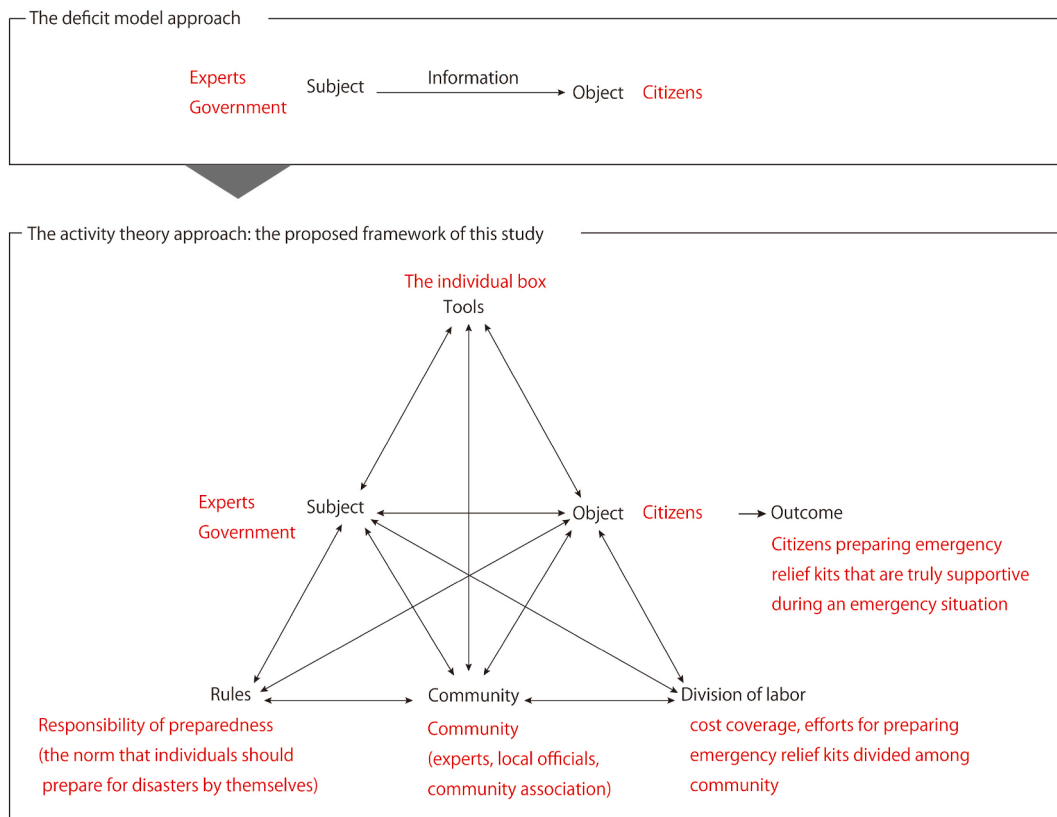 The deficit model approach
Experts
Government
Subject
Information
Object
Citizens
The activity theory approach: the proposed framework of this study
The individual box
Tools
Experts
Government
Subject
Object
Citizens
Outcome
Citizens preparing emergency
relief kits that are truly supportive
during an emergency situation
Rules
Responsibility of preparedness
(the norm that individuals should
prepare for disasters by themselves)
Community
Community
(experts, local officials,
community association)
Division of labor
cost coverage, efforts for preparing
emergency relief kits divided among
community